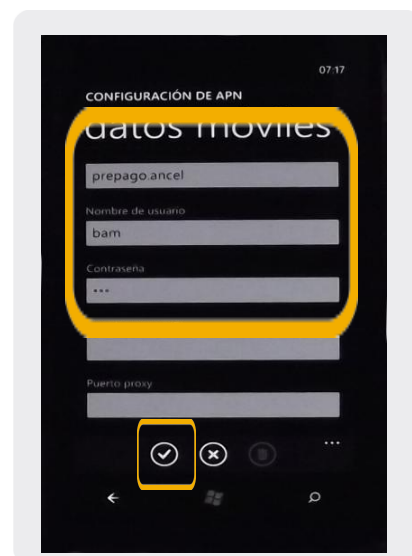 07:17
CONFIGURACIÓN DE APN
datos móviles
prepago.ancel
Nombre de usuario
bam
Contraseña
•••
Puerto proxy
...